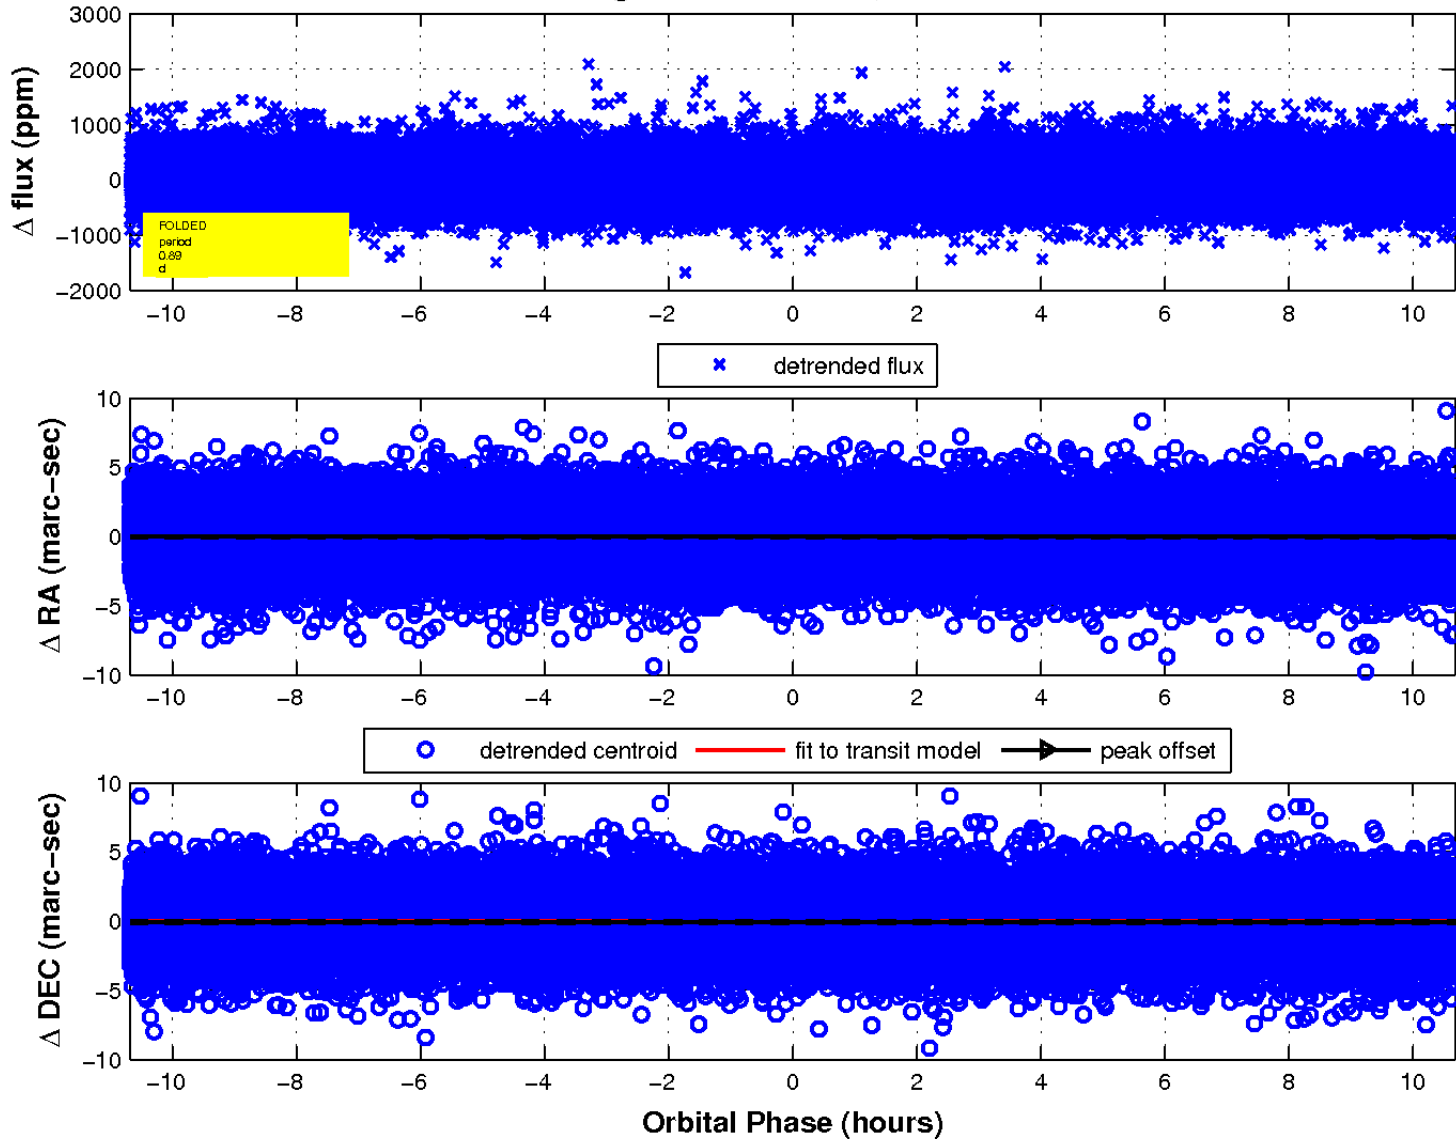 3000
2000
1000
0
−1000
−2000
Δ flux (ppm)
FOLDED
period
0.89
d
−10 −8 −6 −4 −2 0 2 4 6 8 10
detrended flux
10
5
0
−5
−10
Δ RA (marc−sec)
−10 −8 −6 −4 −2 0 2 4 6 8 10
detrended centroid fit to transit model peak offset
10
5
0
−5
−10
Δ DEC (marc−sec)
−10 −8 −6 −4 −2 0 2 4 6 8 10
Orbital Phase (hours)